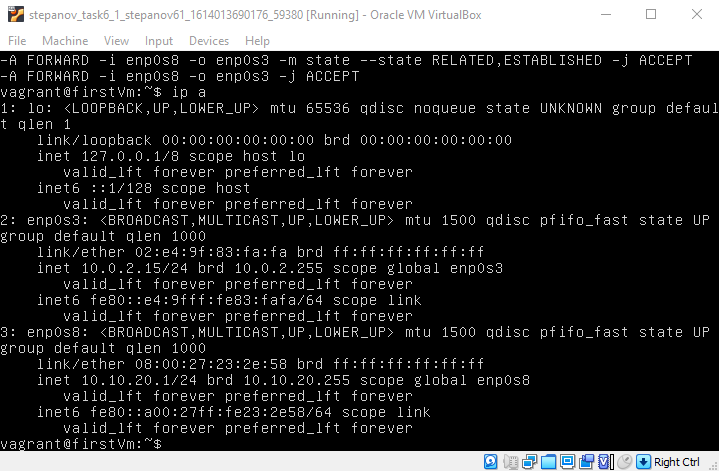 stepanov_task6_1_stepanov61_1614013690176_59380 [Running] - Oracle VM VirtualBox
File Machine View Input Devices Help
-A FORWARD -i enp0s8 -o enp0s3 -m state --state RELATED,ESTABLISHED -j ACCEPT
-A FORWARD -i enp0s8 -o enp0s3 -j ACCEPT
vagrant@firstVm:~$ ip a
1: lo: <LOOPBACK,UP,LOWER_UP> mtu 65536 qdisc noqueue state UNKNOWN group defaul
t qlen 1
link/loopback 00:00:00:00:00:00 brd 00:00:00:00:00:00
inet 127.0.0.1/8 scope host lo
valid_lft forever preferred_lft forever
inet6 ::1/128 scope host
valid_lft forever preferred_lft forever
2: enp0s3: <BROADCAST,MULTICAST,UP,LOWER_UP> mtu 1500 qdisc pfifo_fast state UP
group default qlen 1000
link/ether 02:e4:9f:83:fa:fa brd ff:ff:ff:ff:ff:ff
inet 10.0.2.15/24 brd 10.0.2.255 scope global enp0s3
valid_lft forever preferred_lft forever
inet6 fe80::e4:9fff:fe83:fafa/64 scope link
valid_lft forever preferred_lft forever
3: enp0s8: <BROADCAST,MULTICAST,UP,LOWER_UP> mtu 1500 qdisc pfifo_fast state UP
group default qlen 1000
link/ether 08:00:27:23:2e:58 brd ff:ff:ff:ff:ff:ff
inet 10.10.20.1/24 brd 10.10.20.255 scope global enp0s8
valid_lft forever preferred_lft forever
inet6 fe80::a00:27ff:fe23:2e58/64 scope link
valid_lft forever preferred_lft forever
vagrant@firstVm:~$
Right Ctrl